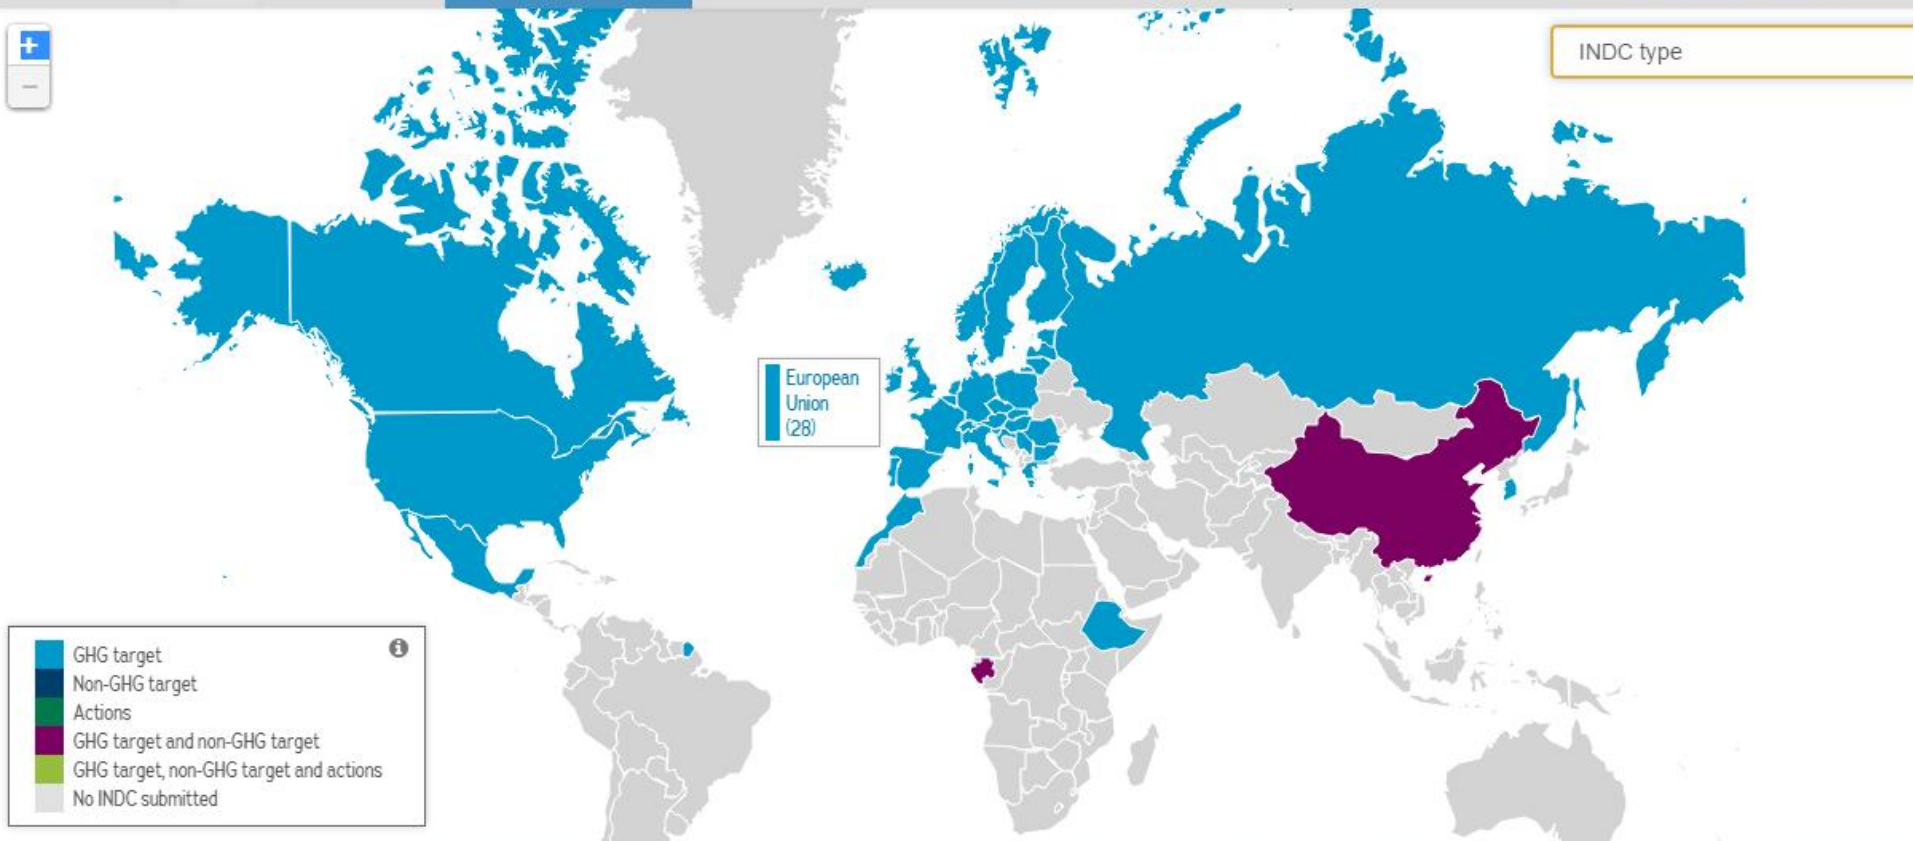 +
−
INDC type
European
Union
(28)
GHG target
Non-GHG target
Actions
GHG target and non-GHG target
GHG target, non-GHG target and actions
No INDC submitted
i